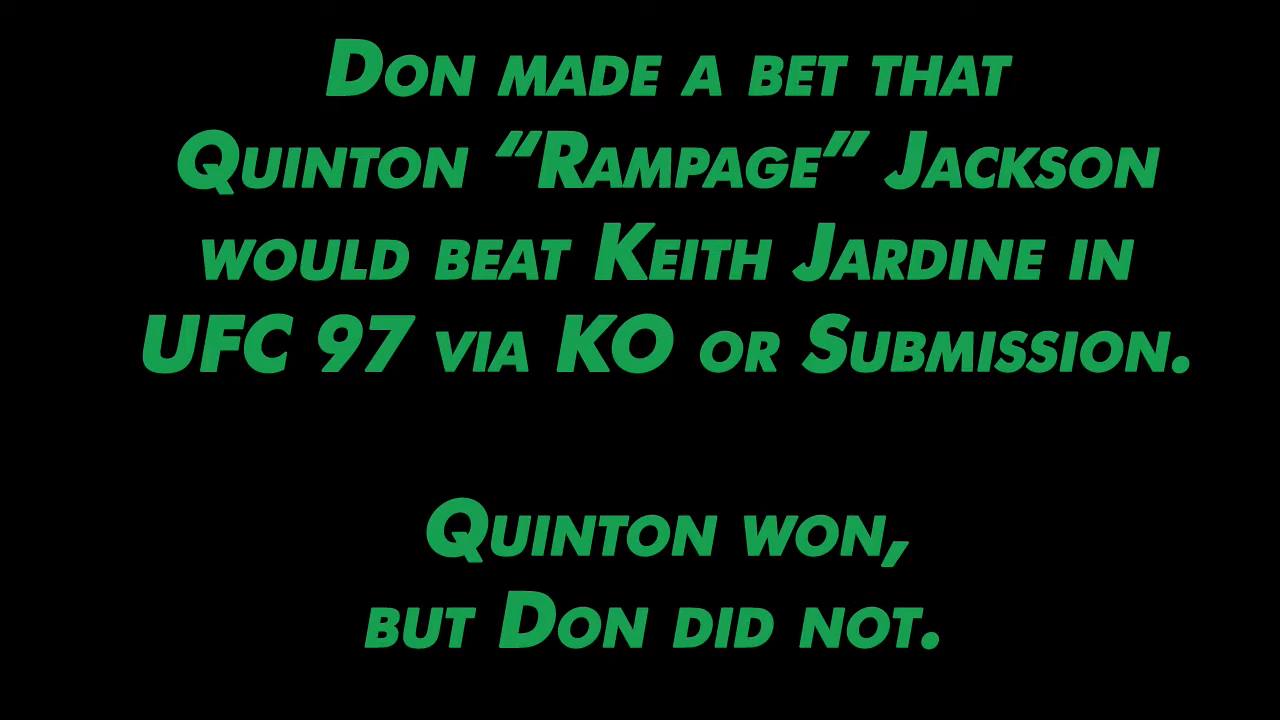 Don made a bet that
Quinton “Rampage” Jackson
would beat Keith Jardine in
UFC 97 via KO or Submission.
Quinton won,
but Don did not.